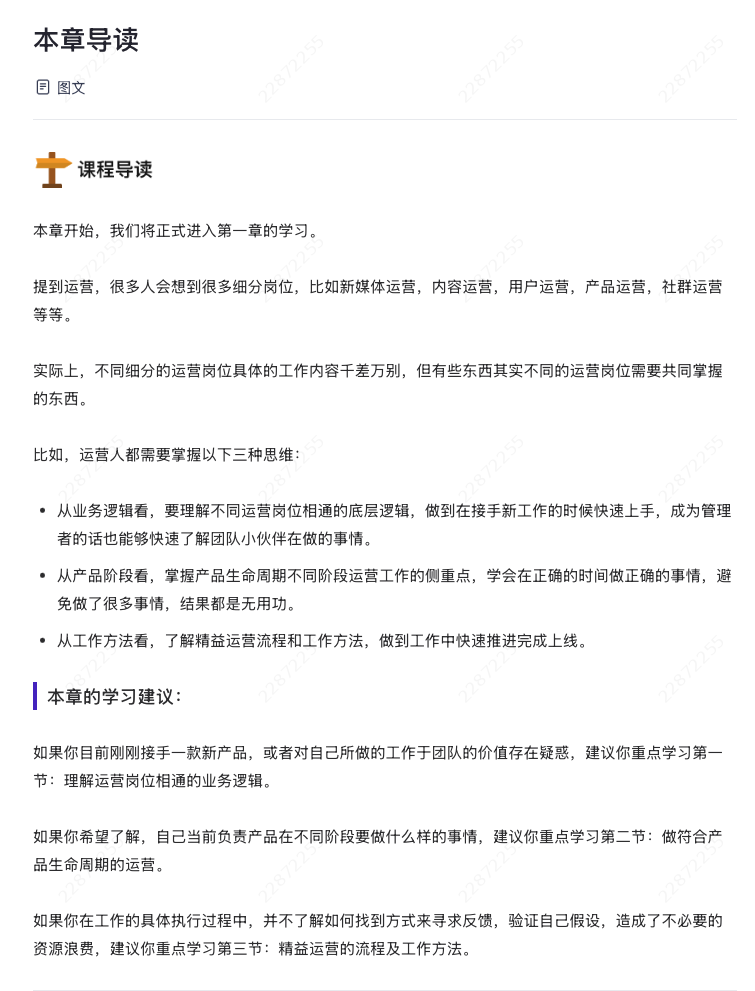 本章导读
图文
课程导读
本章开始，我们将正式进入第一章的学习。
提到运营，很多人会想到很多细分岗位，比如新媒体运营，内容运营，用户运营，产品运营，社群运营
等等。
实际上，不同细分的运营岗位具体的工作内容千差万别，但有些东西其实不同的运营岗位需要共同掌握
的东西。
比如，运营人都需要掌握以下三种思维：
• 从业务逻辑看，要理解不同运营岗位相通的底层逻辑，做到在接手新工作的时候快速上手，成为管理
者的话也能够快速了解团队小伙伴在做的事情。
• 从产品阶段看，掌握产品生命周期不同阶段运营工作的侧重点，学会在正确的时间做正确的事情，避
免做了很多事情，结果都是无用功。
• 从工作方法看，了解精益运营流程和工作方法，做到工作中快速推进完成上线。
本章的学习建议：
如果你目前刚刚接手一款新产品，或者对自己所做的工作于团队的价值存在疑惑，建议你重点学习第一
节：理解运营岗位相通的业务逻辑。
如果你希望了解，自己当前负责产品在不同阶段要做什么样的事情，建议你重点学习第二节：做符合产
品生命周期的运营。
如果你在工作的具体执行过程中，并不了解如何找到方式来寻求反馈，验证自己假设，造成了不必要的
资源浪费，建议你重点学习第三节：精益运营的流程及工作方法。
22872255